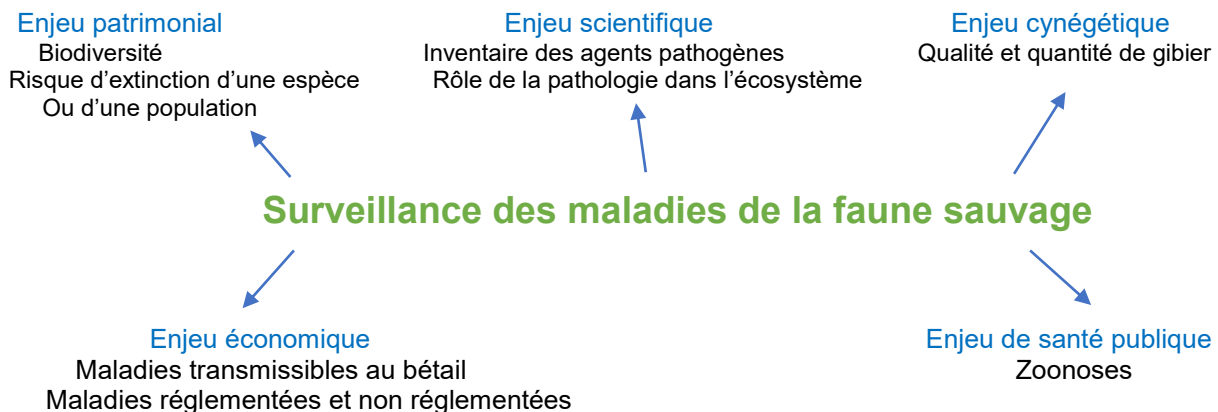 Enjeu patrimonial
Biodiversité
Risque d'extinction d'une espèce
Ou d'une population
Enjeu scientifique
Inventaire des agents pathogènes
Rôle de la pathologie dans l'écosystème
Enjeu cynégétique
Qualité et quantité de gibier
Surveillance des maladies de la faune sauvage
Enjeu économique
Maladies transmissibles au bétail
Maladies réglementées et non réglementées
Enjeu de santé publique
Zoonoses